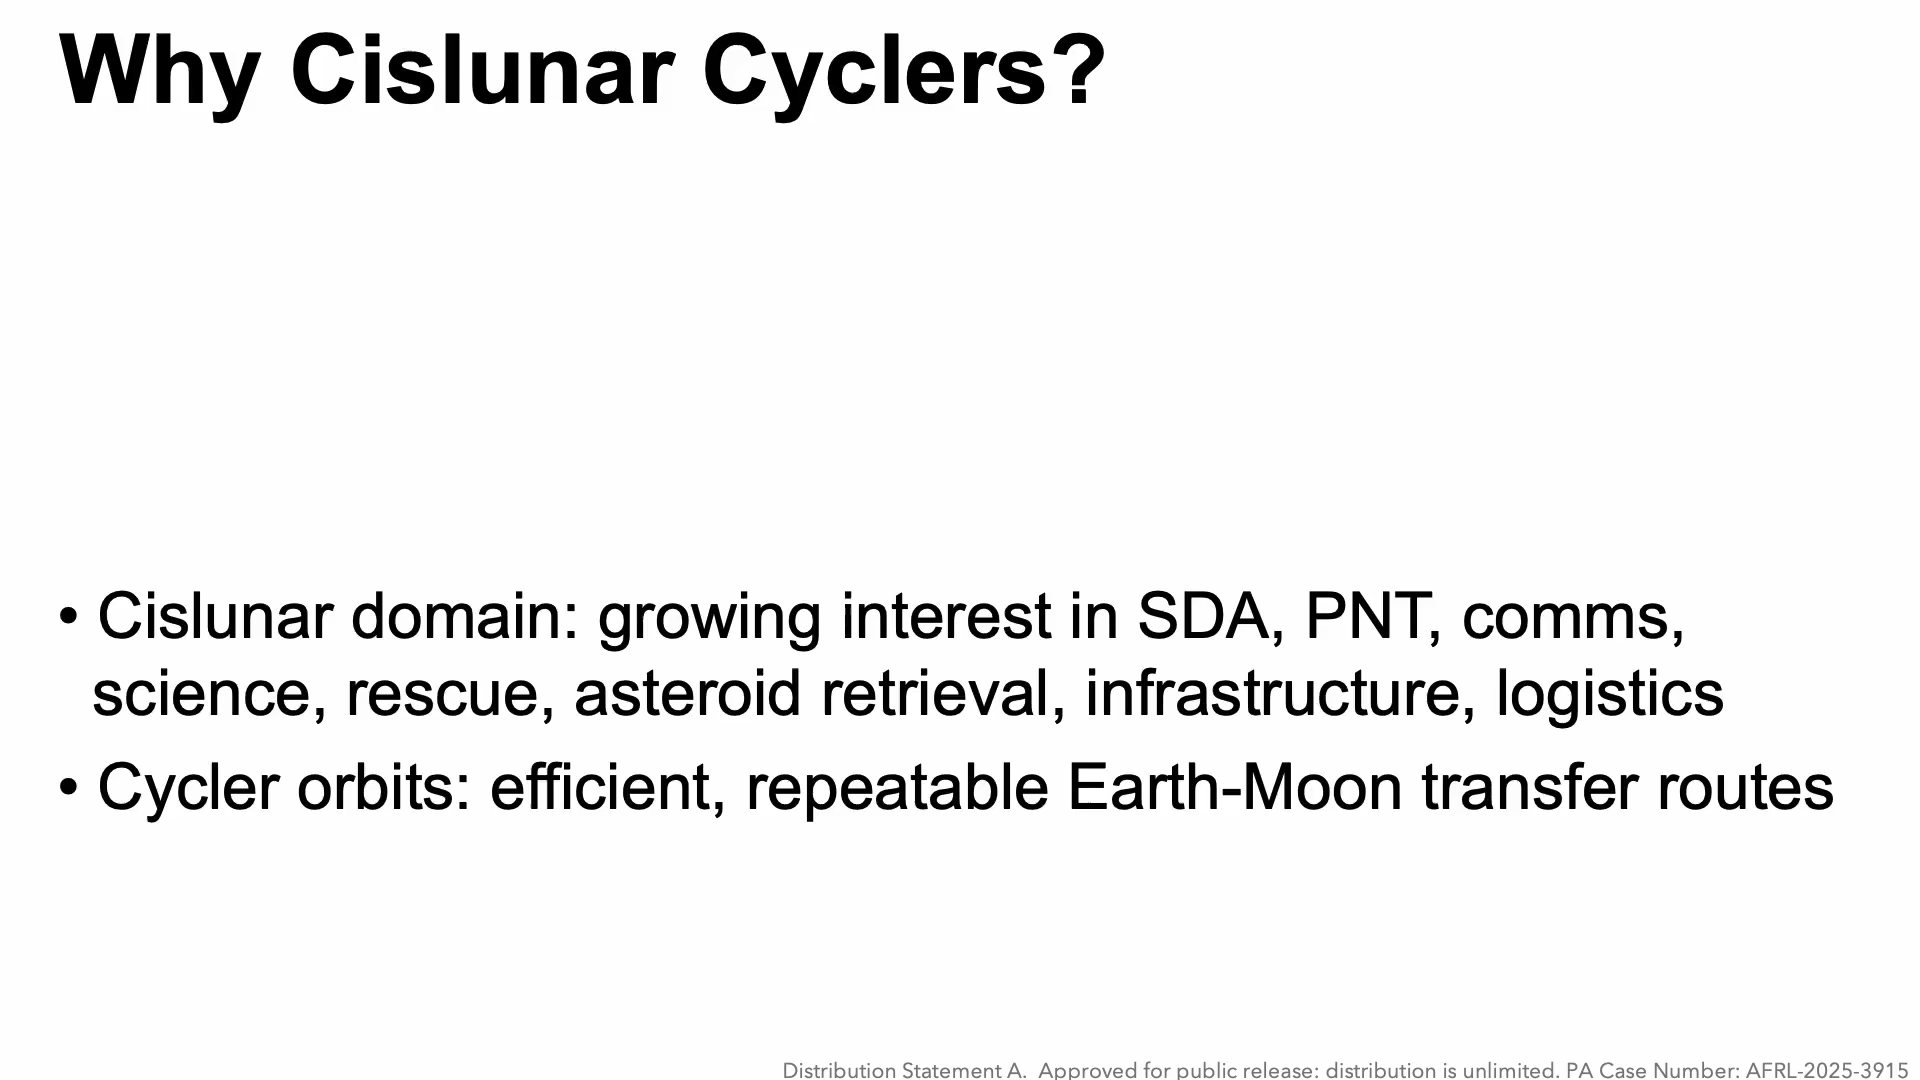 Why Cislunar Cyclers?
• Cislunar domain: growing interest in SDA, PNT, comms,
science, rescue, asteroid retrieval, infrastructure, logistics
• Cycler orbits: efficient, repeatable Earth-Moon transfer routes
Distribution Statement A.  Approved for public release: distribution is unlimited. PA Case Number: AFRL-2025-3915